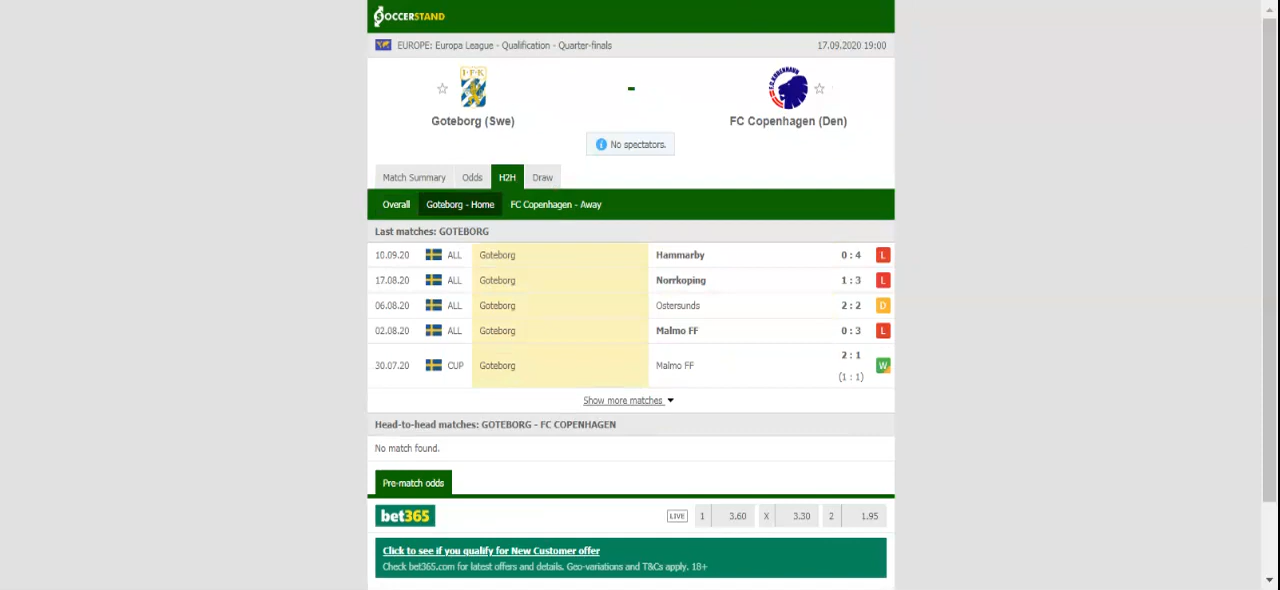 SOCCERSTAND
EUROPE: Europa League - Qualification - Quarter-finals 17.09.2020 19:00
I F K
F.C. KØBENHAVN
-
Goteborg (Swe) FC Copenhagen (Den)
i No spectators.
Match Summary Odds H2H Draw
Overall Goteborg - Home FC Copenhagen - Away
Last matches: GOTEBORG
10.09.20 ALL Goteborg Hammarby 0 : 4 L
17.08.20 ALL Goteborg Norrkoping 1 : 3 L
06.08.20 ALL Goteborg Ostersunds 2 : 2 D
02.08.20 ALL Goteborg Malmo FF 0 : 3 L
30.07.20 CUP Goteborg Malmo FF 2 : 1 (1 : 1) W
Show more matches
Head-to-head matches: GOTEBORG - FC COPENHAGEN
No match found.
Pre-match odds
bet365 LIVE 1 3.60 X 3.30 2 1.95
Click to see if you qualify for New Customer offer
Check bet365.com for latest offers and details. Geo-variations and T&Cs apply. 18+